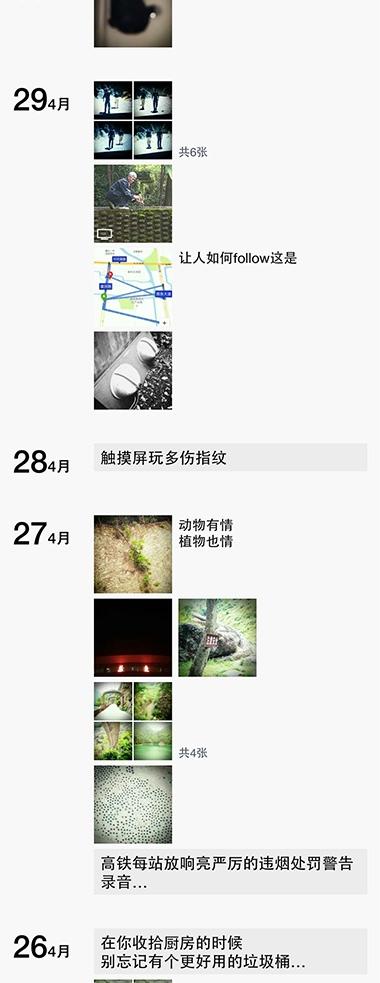 29 4月
共6张
让人如何follow这是
28 4月
触摸屏玩多伤指纹
27 4月
动物有情
植物也情
共4张
高铁每站放响亮严厉的违烟处罚警告
录音...
26 4月
在你收拾厨房的时候
别忘记有个更好用的垃圾桶...